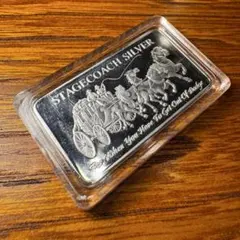 STAGECOACH SILVER
When You Have To Get Out Of Dodge